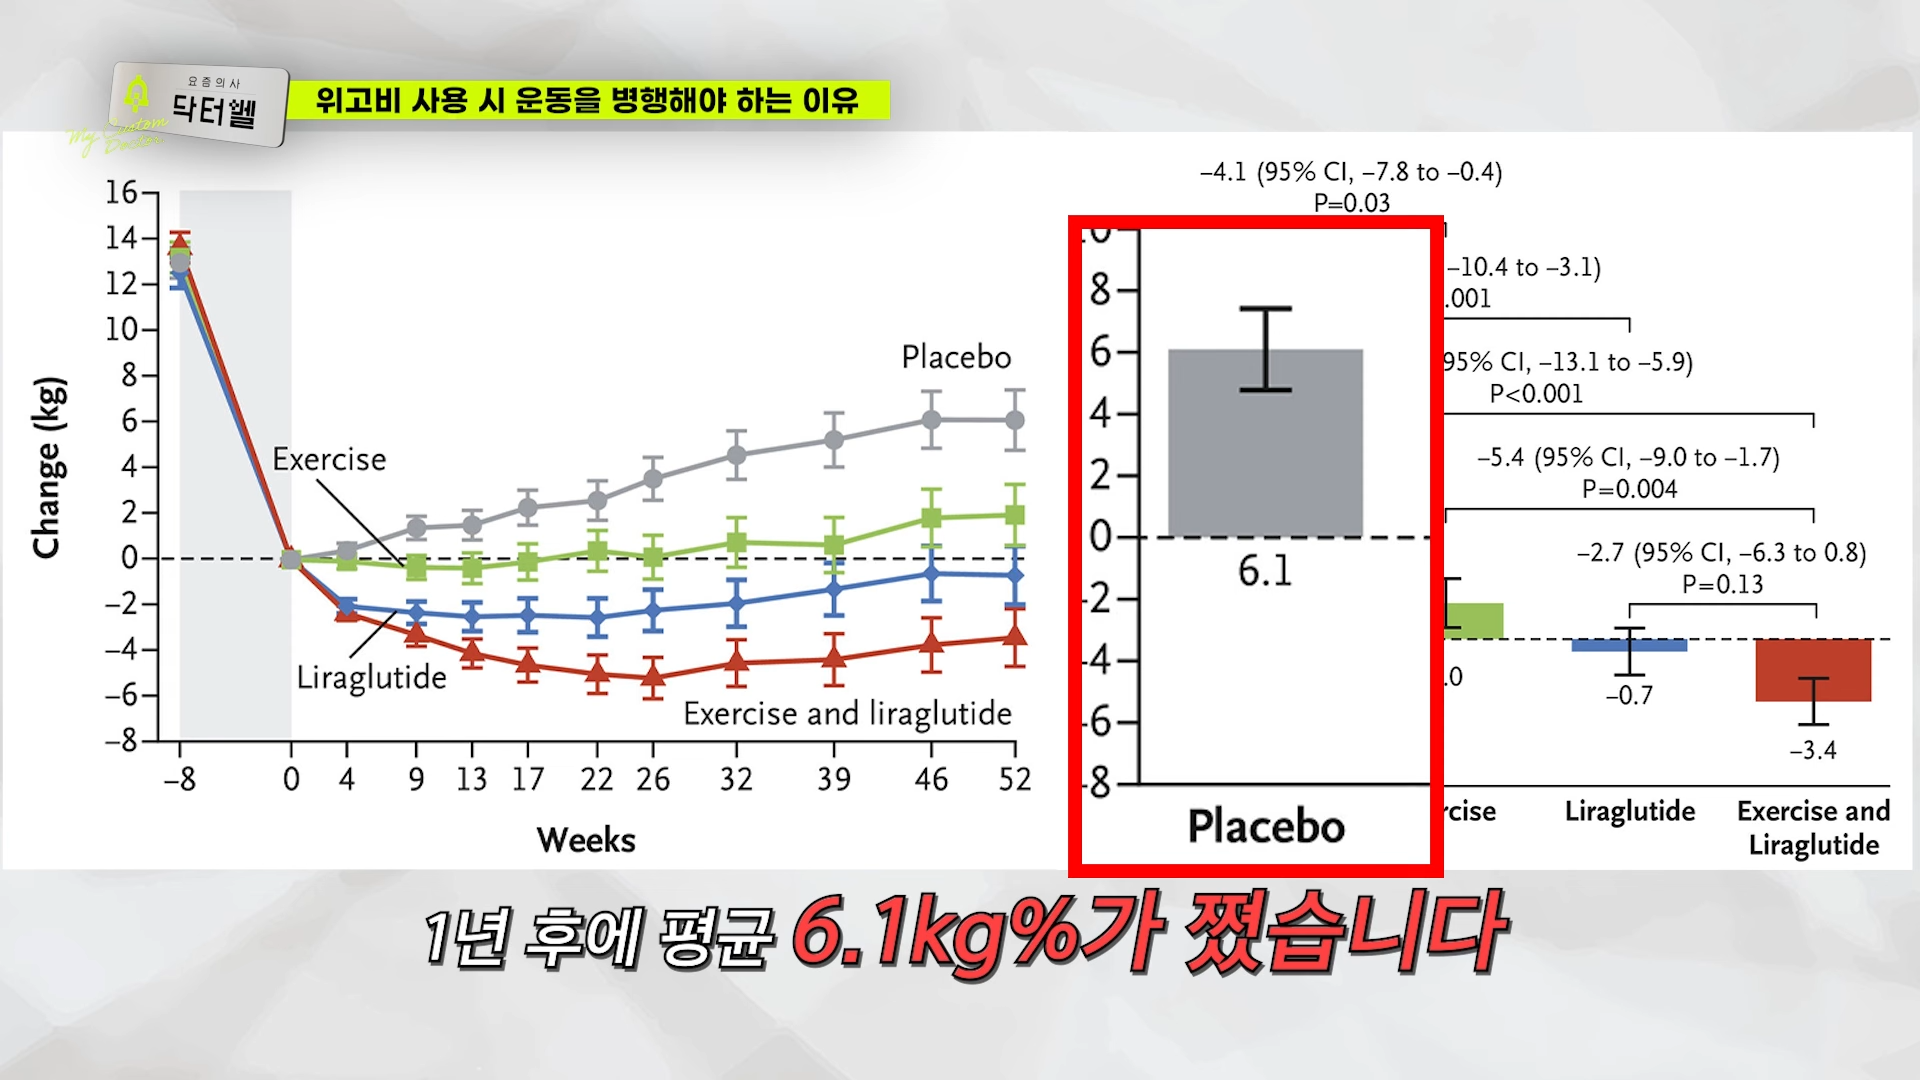 요즘의사
닥터벨
My Custom
Doctor
위고비 사용 시 운동을 병행해야 하는 이유
Change (kg)
16
14
12
10
8
6
4
2
0
–2
–4
–6
–8
Placebo
Exercise
Liraglutide
Exercise and liraglutide
–8 0 4 9 13 17 22 26 32 39 46 52
Weeks
–4.1 (95% CI, –7.8 to –0.4)
P=0.03
–10.4 to –3.1)
.001
95% CI, –13.1 to –5.9)
P<0.001
–5.4 (95% CI, –9.0 to –1.7)
P=0.004
–2.7 (95% CI, –6.3 to 0.8)
P=0.13
8
6
4
2
0
-2
-4
-6
-8
6.1
Placebo
.0
–0.7
–3.4
rcise
Liraglutide
Exercise and
Liraglutide
1년 후에 평균 6.1kg%가 쪘습니다